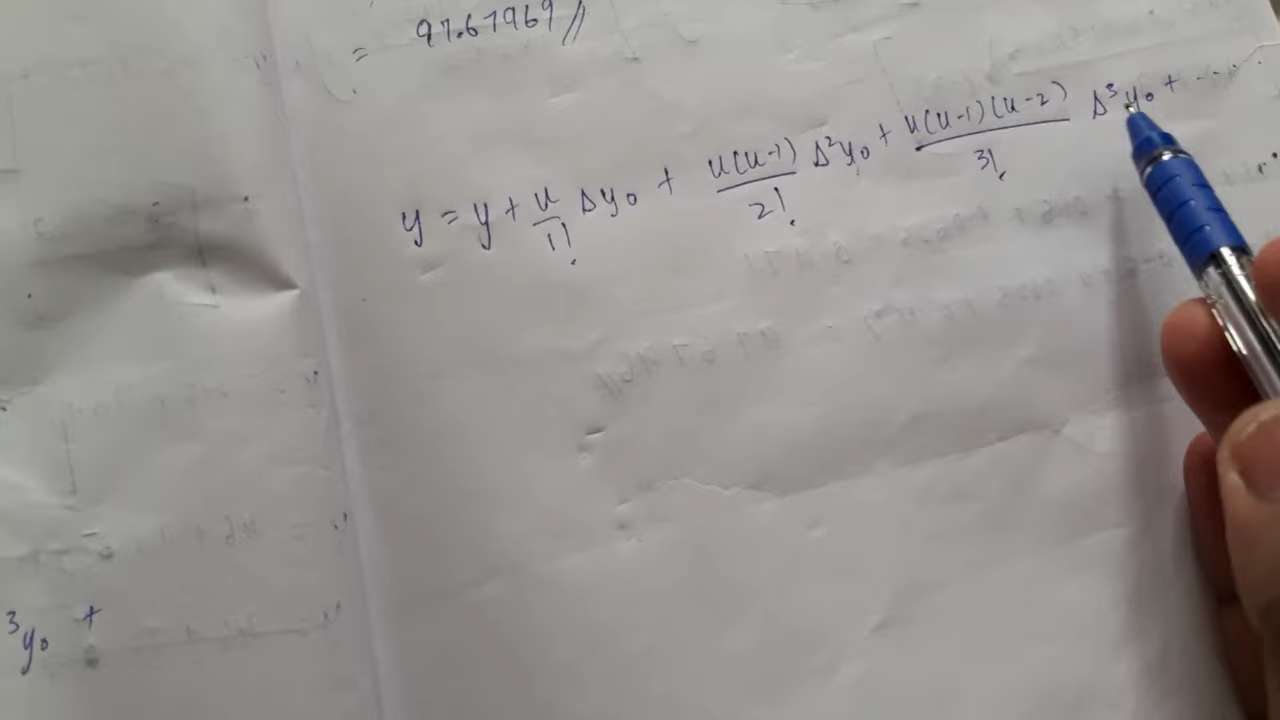 = 97.67969 //
y = y + u/1! Δy₀ + u(u-1)/2! Δ²y₀ + u(u-1)(u-2)/3! Δ³y₀ + ....
³y₀ +